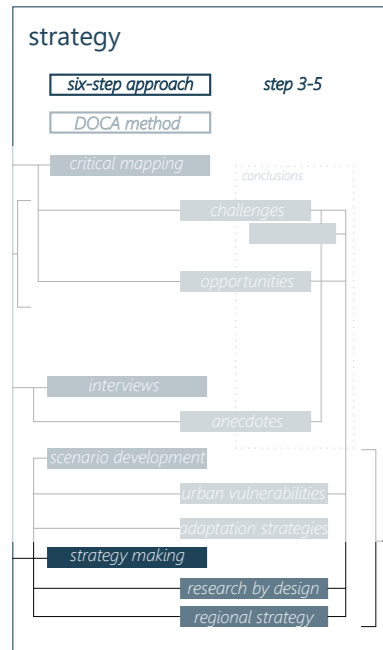 strategy
six-step approach
step 3-5
DOCA method
critical mapping
conclusions
challenges
opportunities
interviews
anecdotes
scenario development
urban vulnerabilities
adaptation strategies
strategy making
research by design
regional strategy